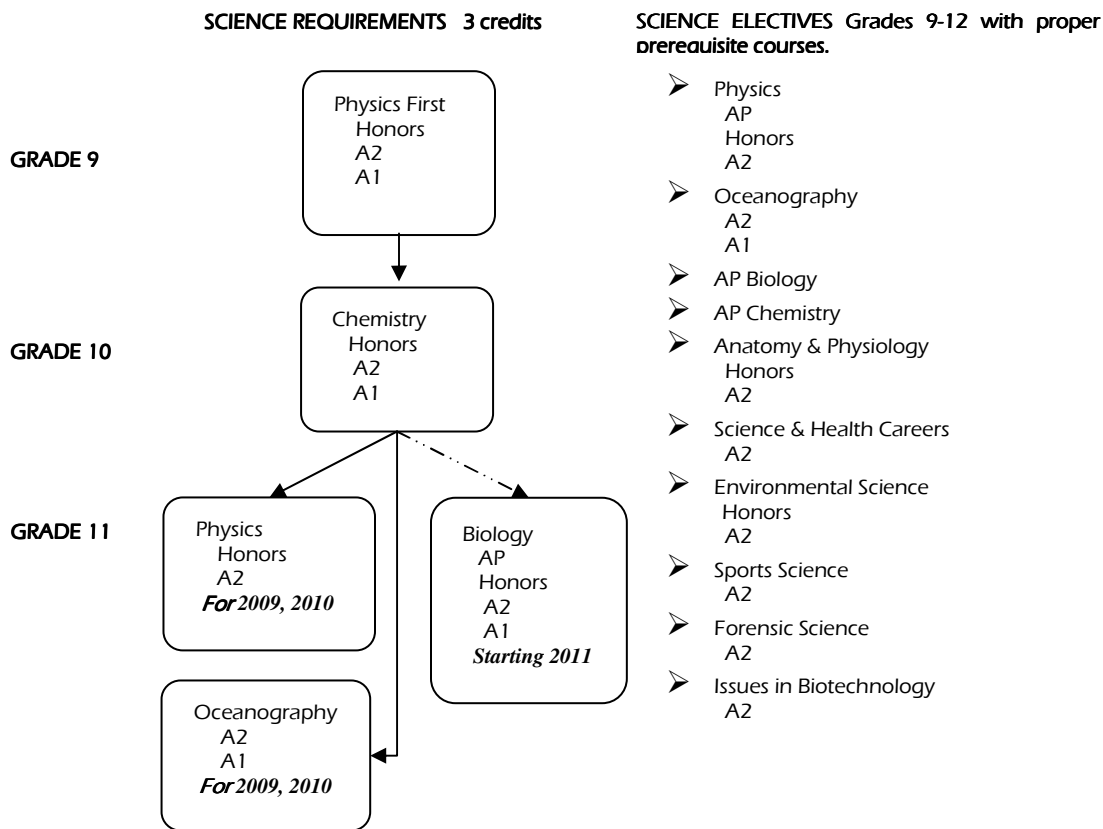 SCIENCE REQUIREMENTS 3 credits
GRADE 9
Physics First
Honors
A2
A1
GRADE 10
Chemistry
Honors
A2
A1
GRADE 11
Physics
Honors
A2
For 2009, 2010
Biology
AP
Honors
A2
A1
Starting 2011
Oceanography
A2
A1
For 2009, 2010
SCIENCE ELECTIVES Grades 9-12 with proper
prerequisite courses.
Physics
AP
Honors
A2
Oceanography
A2
A1
AP Biology
AP Chemistry
Anatomy & Physiology
Honors
A2
Science & Health Careers
A2
Environmental Science
Honors
A2
Sports Science
A2
Forensic Science
A2
Issues in Biotechnology
A2